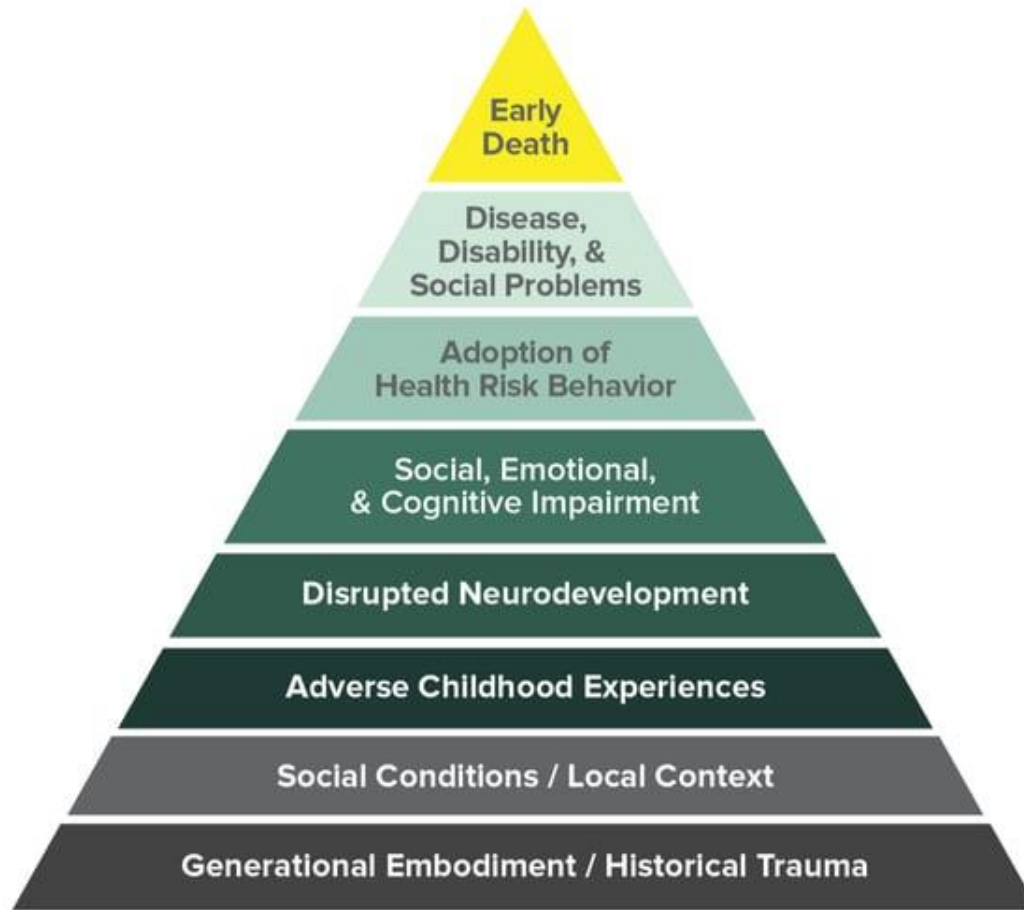 Early
Death
Disease,
Disability, &
Social Problems
Adoption of
Health Risk Behavior
Social, Emotional,
& Cognitive Impairment
Disrupted Neurodevelopment
Adverse Childhood Experiences
Social Conditions / Local Context
Generational Embodiment / Historical Trauma